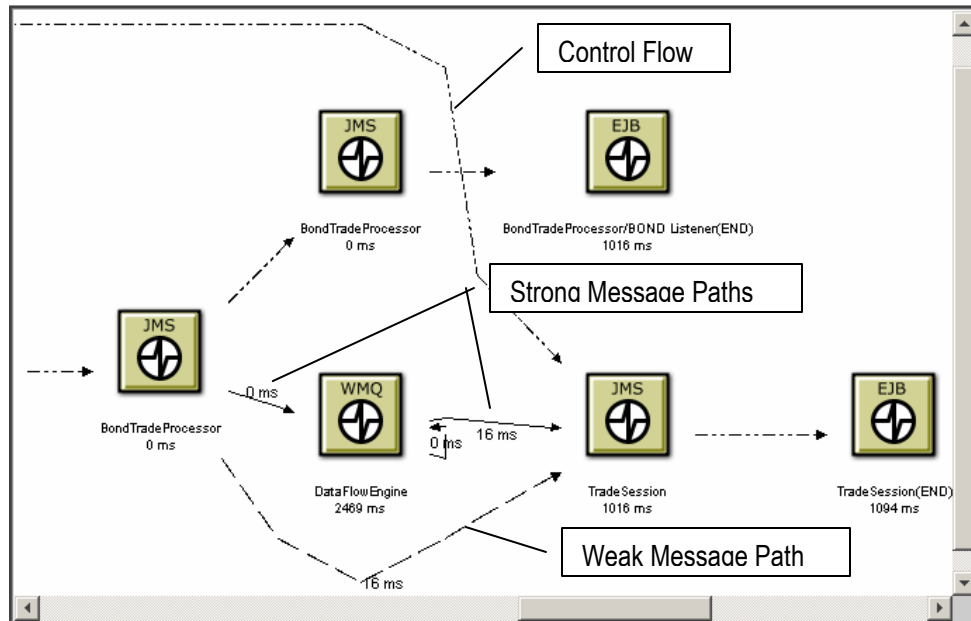 Control Flow
JMS
EJB
BondTradeProcessor
0 ms
BondTradeProcessor/BOND Listener(END)
1016 ms
Strong Message Paths
JMS
0 ms
WMQ
JMS
EJB
16 ms
0 ms
BondTradeProcessor
0 ms
DataFlowEngine
2469 ms
TradeSession
1016 ms
TradeSession(END)
1094 ms
Weak Message Path
16 ms